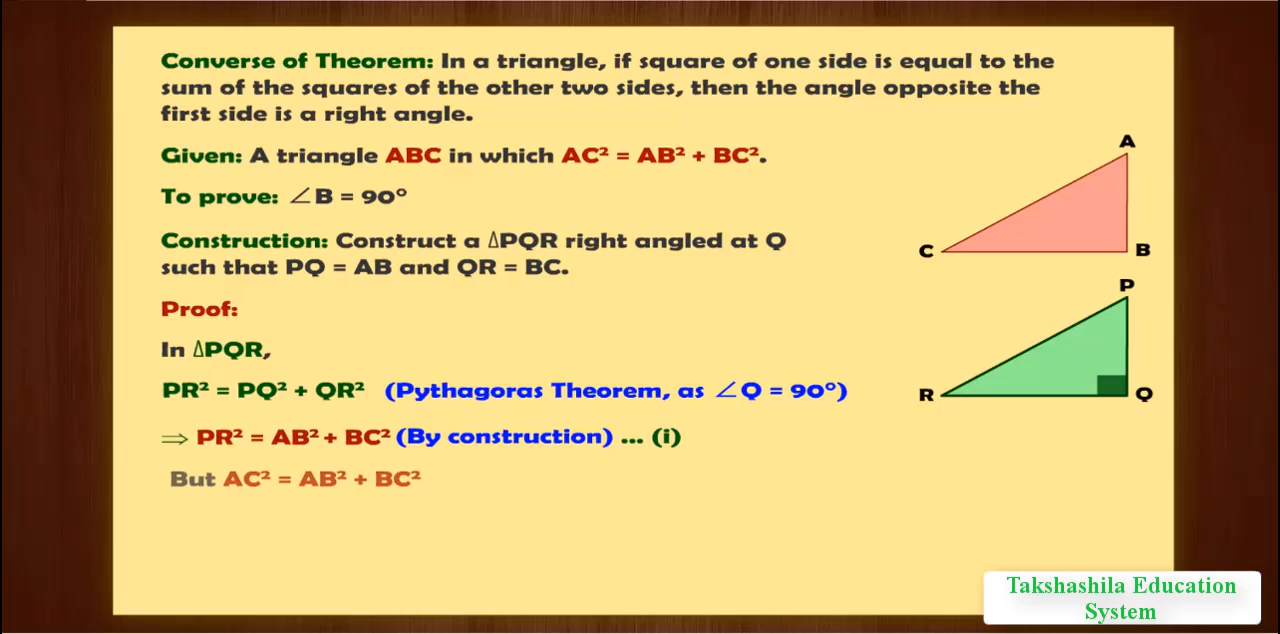 Converse of Theorem: In a triangle, if square of one side is equal to the
sum of the squares of the other two sides, then the angle opposite the
first side is a right angle.
Given: A triangle ABC in which AC² = AB² + BC².
To prove: ∠B = 90°
Construction: Construct a ΔPQR right angled at Q
such that PQ = AB and QR = BC.
Proof:
In ΔPQR,
PR² = PQ² + QR² (Pythagoras Theorem, as ∠Q = 90°)
⇒ PR² = AB² + BC² (By construction) ... (i)
But AC² = AB² + BC²
A
C
B
P
R
Q
Takshashila Education
System